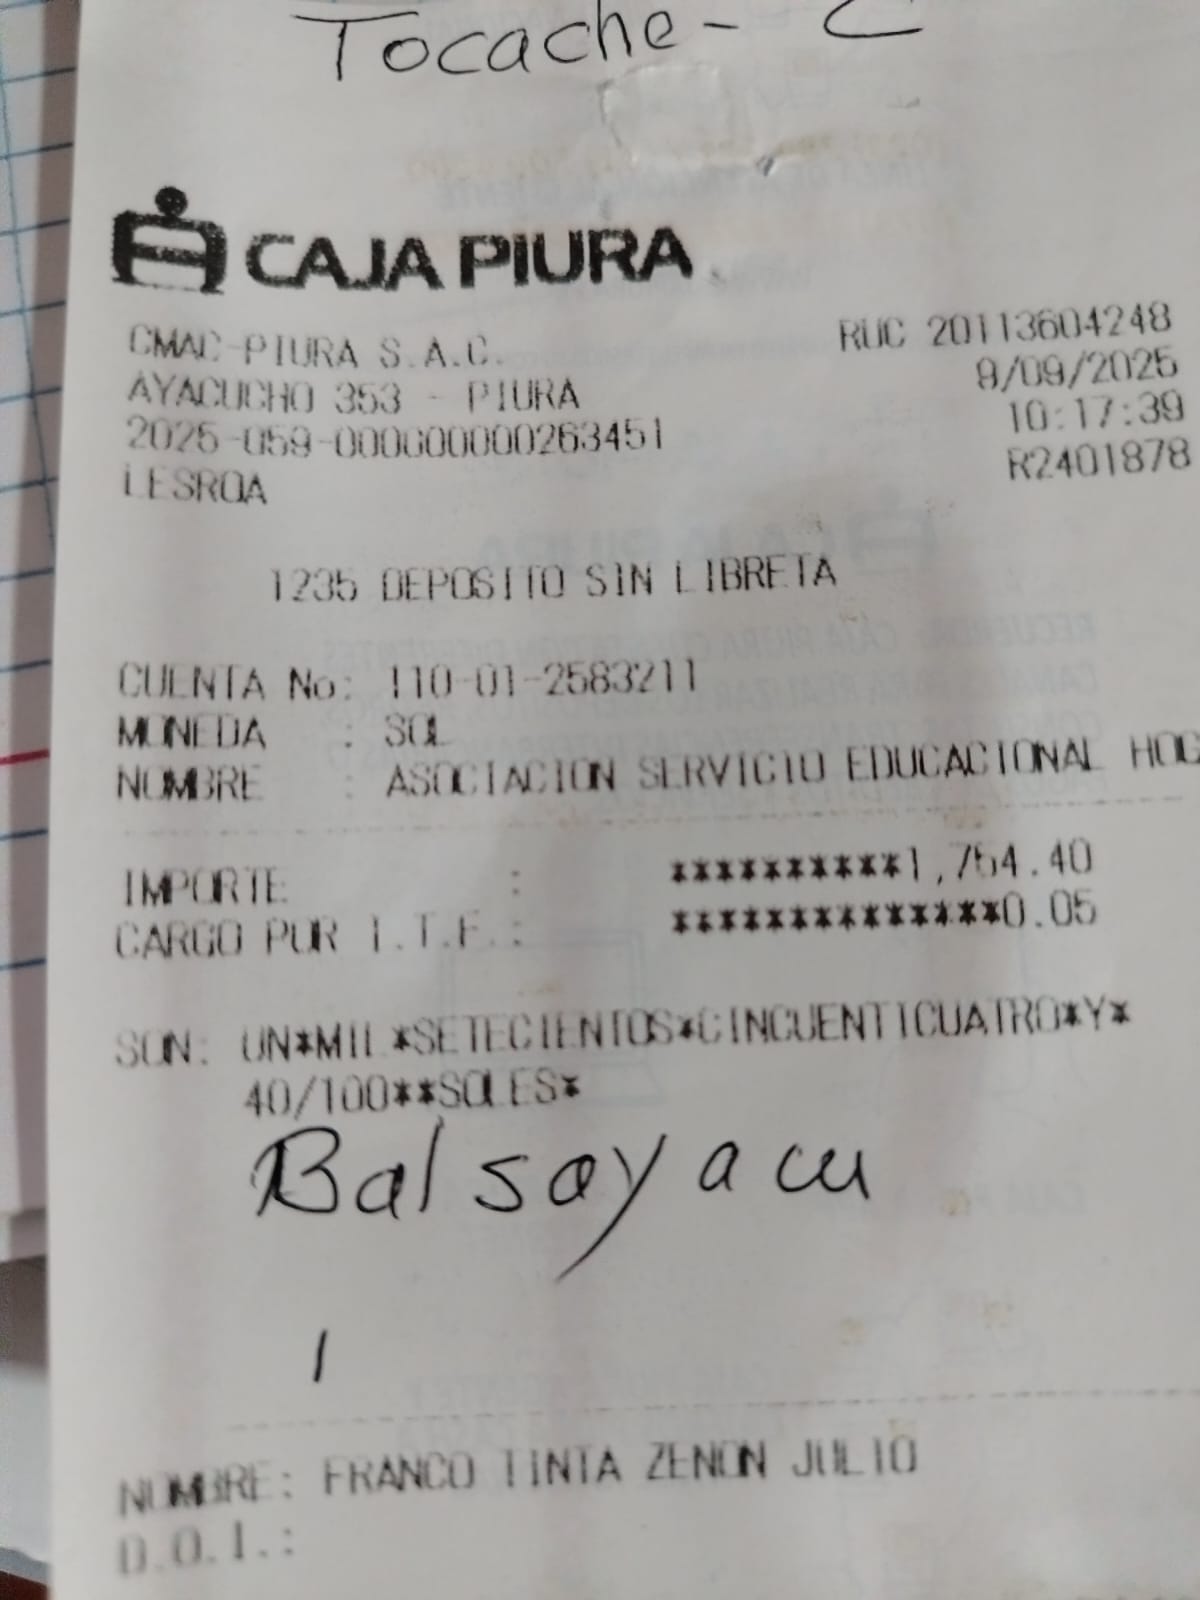 Tocache - C
CAJA PIURA
CMAC-PIURA S.A.C.
RUC 20113604248
AYACUCHO 353 - PIURA
9/09/2025
2025-059-000000000263451
10:17:39
LESROA
R2401878
1235 DEPOSITO SIN LIBRETA
CUENTA No: 110-01-2583211
MONEDA : SOL
NOMBRE : ASOCIACION SERVICIO EDUCACIONAL HOG
IMPORTE : **********1,754.40
CARGO POR I.T.F.: **************0.05
SON: UN*MIL*SETECIENTOS*CINCUENTICUATRO*Y*
40/100**SOLES*
Balsayacu
NOMBRE: FRANCO TINTA ZENON JULIO
D.O.I.: